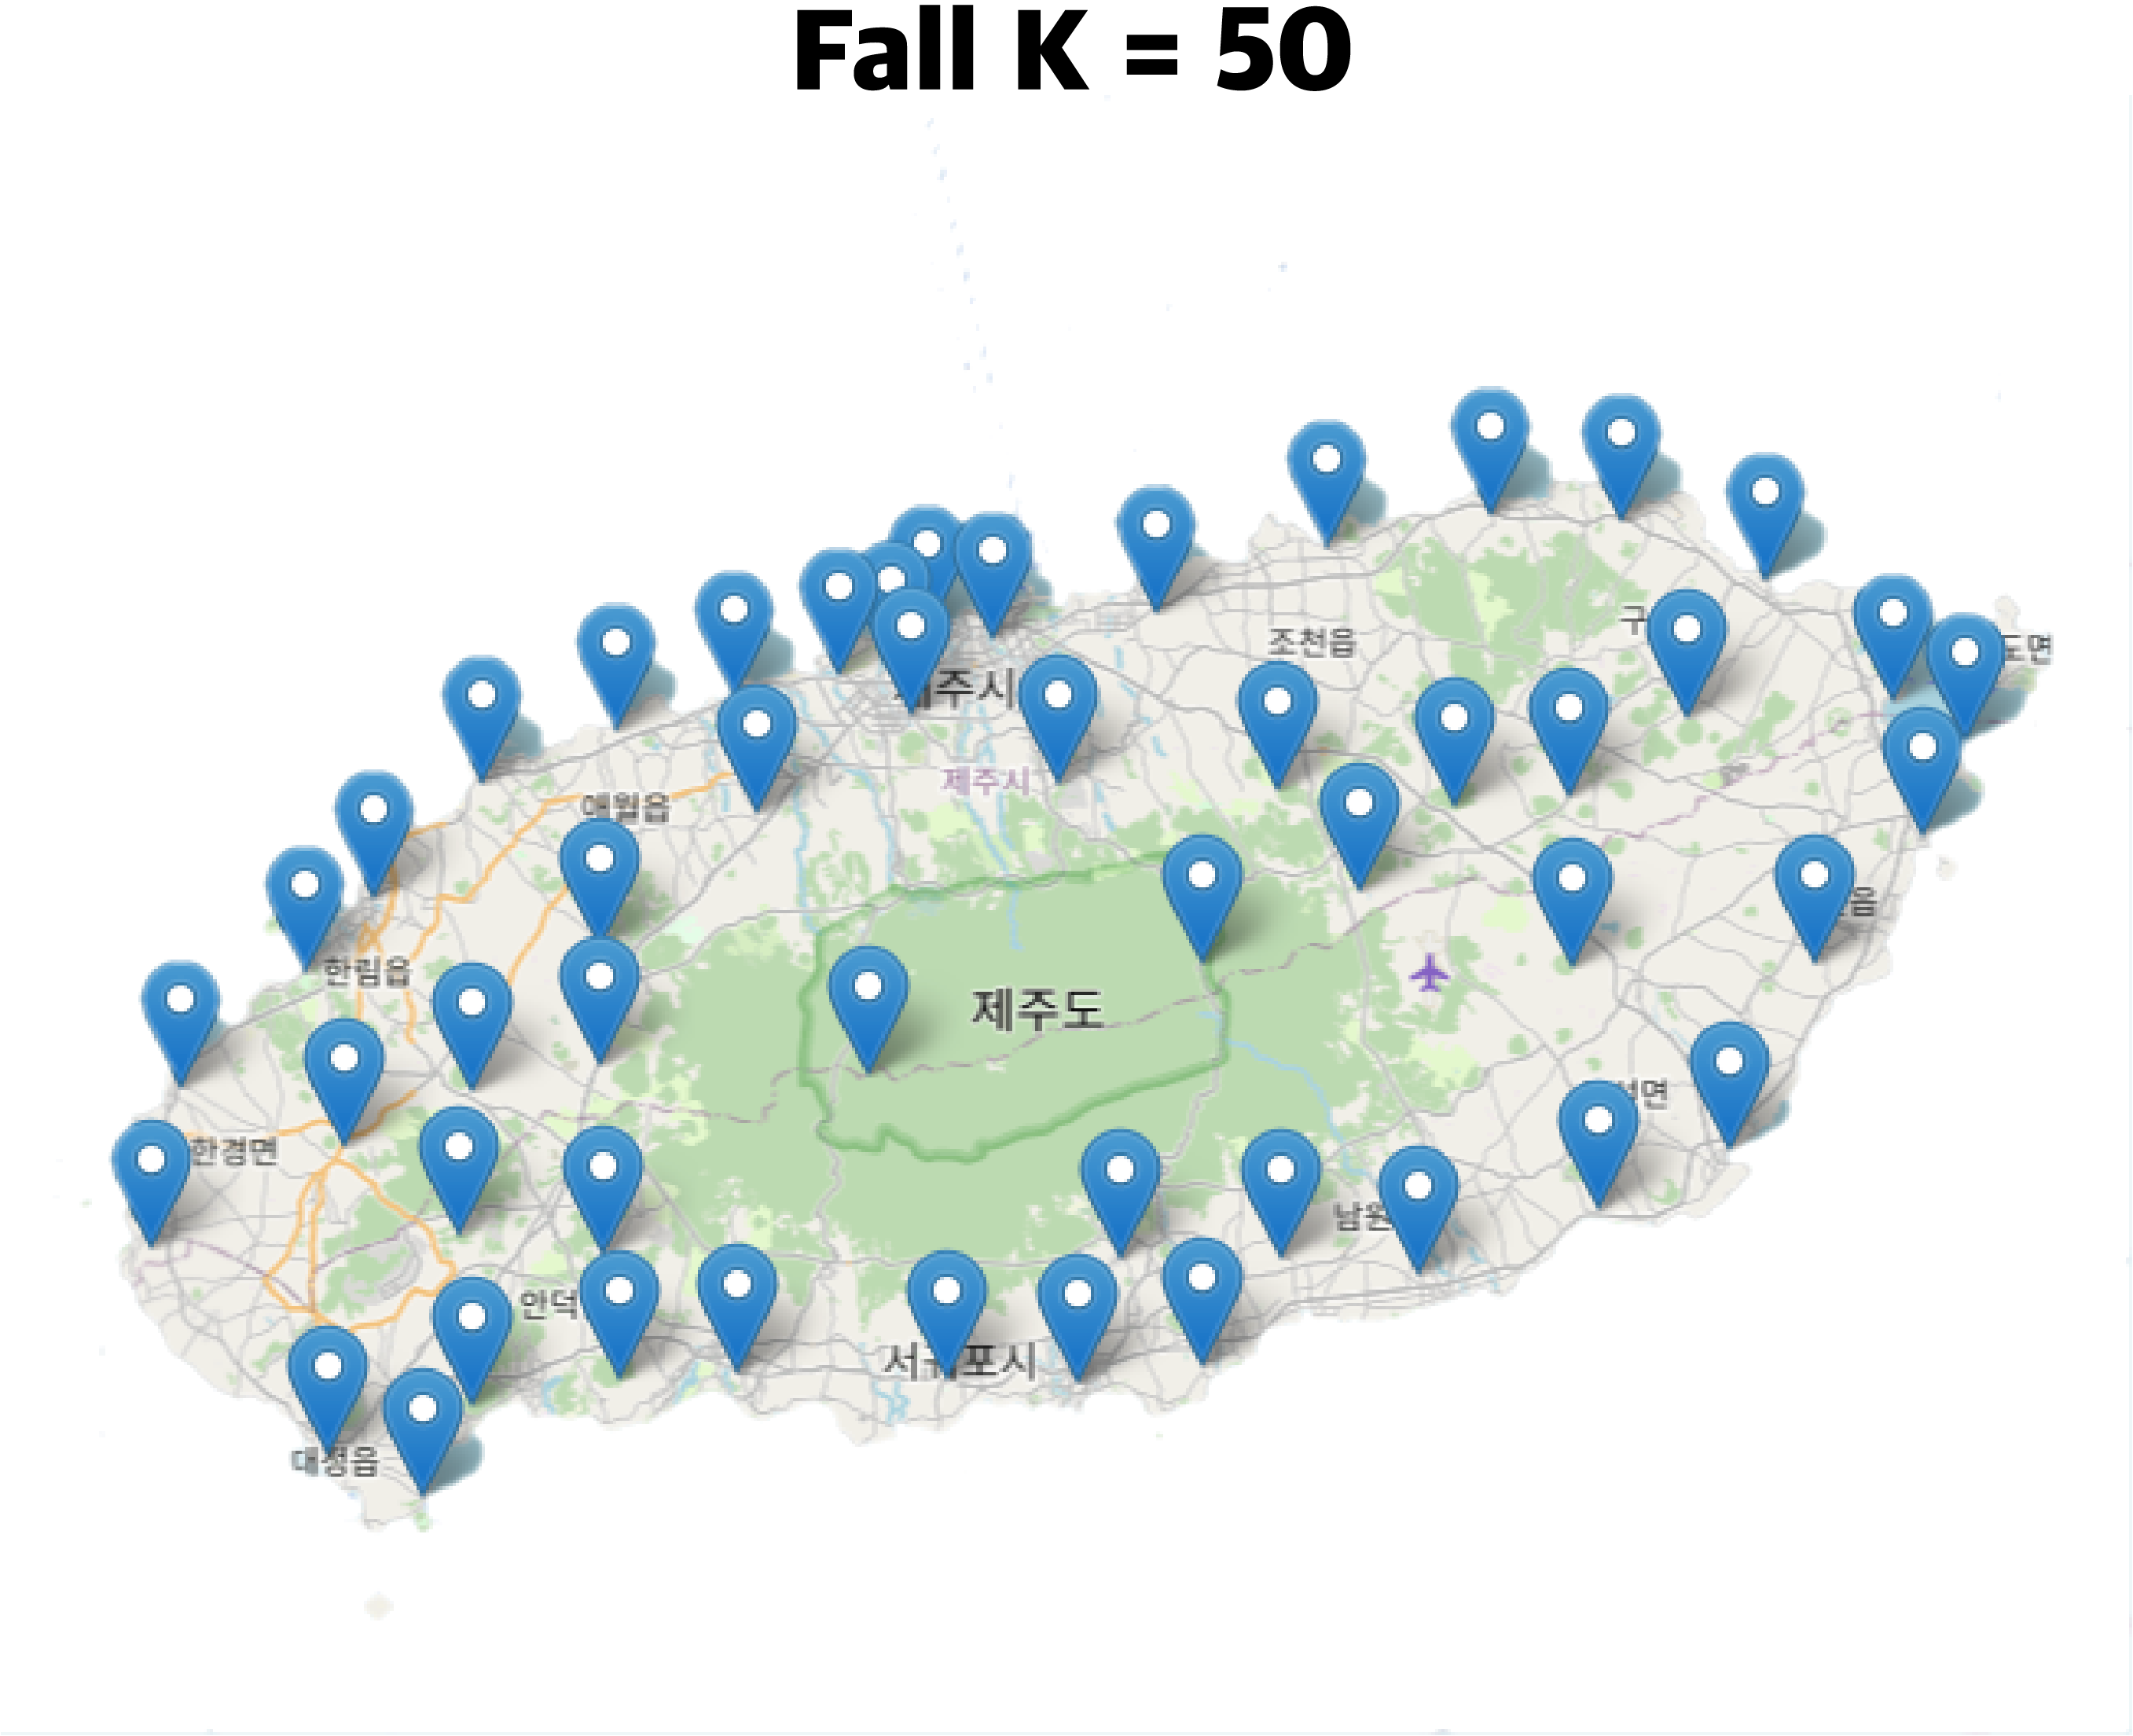 Fall K = 50
조천읍
구
도면
제주시
제주시
애월읍
읍
한림읍
제주도
면
한경면
남원
안덕
서귀포시
대정읍